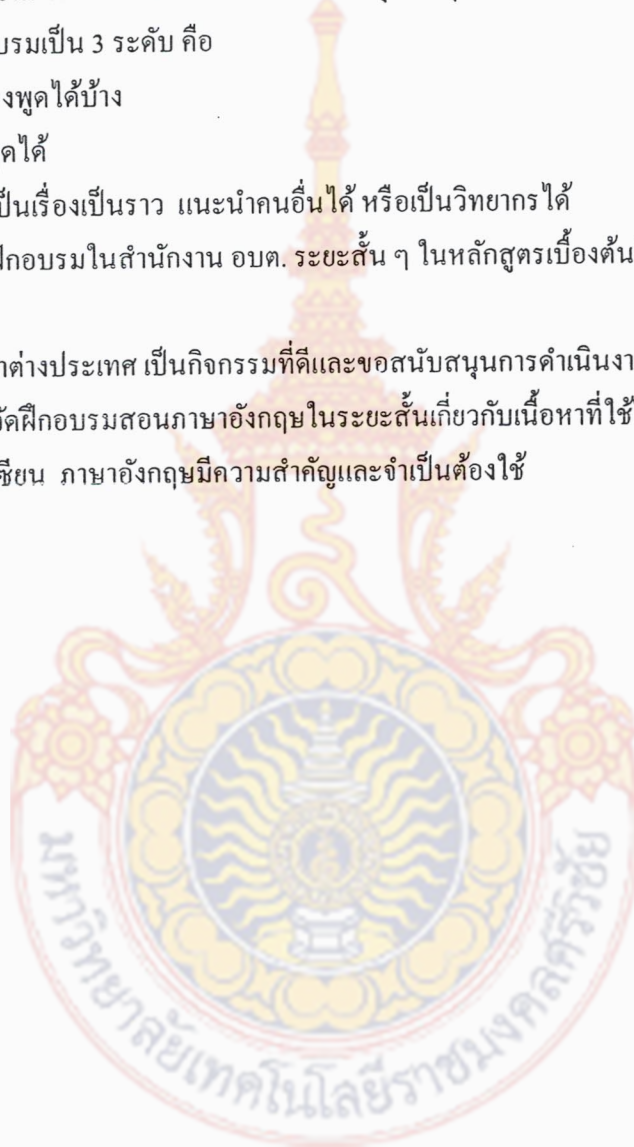 บรมเป็น 3 ระดับ คือ
งพูดได้บ้าง
ดได้
ป็นเรื่องเป็นราว แนะนำคนอื่นได้ หรือเป็นวิทยากรได้
ฝึกอบรมในสำนักงาน อบต. ระยะสั้น ๆ ในหลักสูตรเบื้องต้น
าต่างประเทศ เป็นกิจกรรมที่ดีและขอสนับสนุนการดำเนินงา
วัดฝึกอบรมสอนภาษาอังกฤษในระยะสั้นเกี่ยวกับเนื้อหาที่ใช้
ซียน ภาษาอังกฤษมีความสำคัญและจำเป็นต้องใช้
มหาวิทยาลัยเทคโนโลยีราชมงคลศรีวิชัย